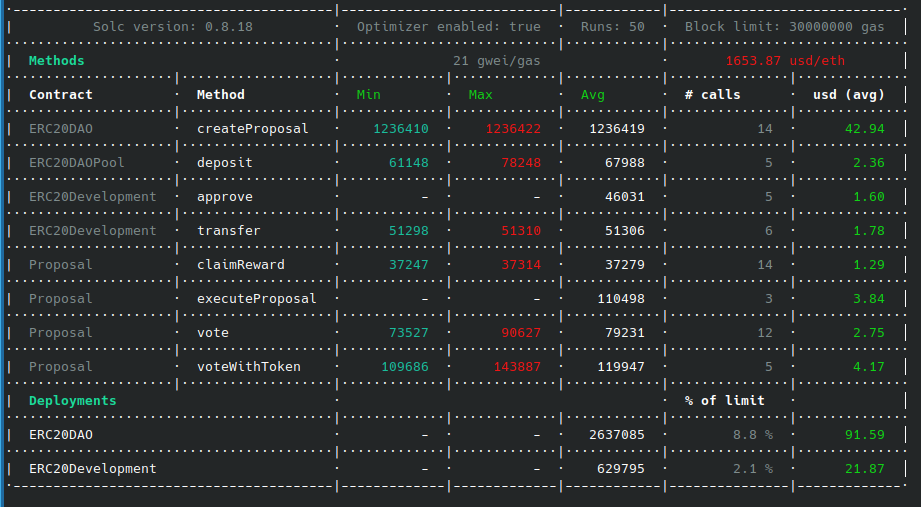 Solc version: 0.8.18 Optimizer enabled: true Runs: 50 Block limit: 30000000 gas
Methods 21 gwei/gas 1653.87 usd/eth
Contract Method Min Max Avg # calls usd (avg)
ERC20DAO createProposal 1236410 1236422 1236419 14 42.94
ERC20DAOPool deposit 61148 78248 67988 5 2.36
ERC20Development approve - - 46031 5 1.60
ERC20Development transfer 51298 51310 51306 6 1.78
Proposal claimReward 37247 37314 37279 14 1.29
Proposal executeProposal - - 110498 3 3.84
Proposal vote 73527 90627 79231 12 2.75
Proposal voteWithToken 109686 143887 119947 5 4.17
Deployments % of limit
ERC20DAO - - 2637085 8.8 % 91.59
ERC20Development - - 629795 2.1 % 21.87